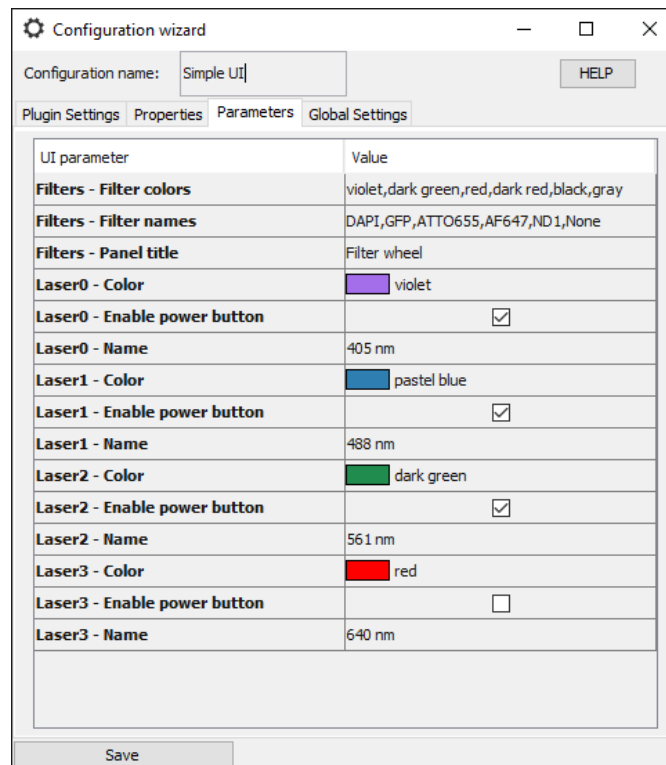 Configuration wizard
Configuration name: Simple UI HELP
Plugin Settings Properties Parameters Global Settings
UI parameter Value
Filters - Filter colors violet,dark green,red,dark red,black,gray
Filters - Filter names DAPI,GFP,ATTO655,AF647,ND1,None
Filters - Panel title Filter wheel
Laser0 - Color violet
Laser0 - Enable power button
Laser0 - Name 405 nm
Laser1 - Color pastel blue
Laser1 - Enable power button
Laser1 - Name 488 nm
Laser2 - Color dark green
Laser2 - Enable power button
Laser2 - Name 561 nm
Laser3 - Color red
Laser3 - Enable power button
Laser3 - Name 640 nm
Save